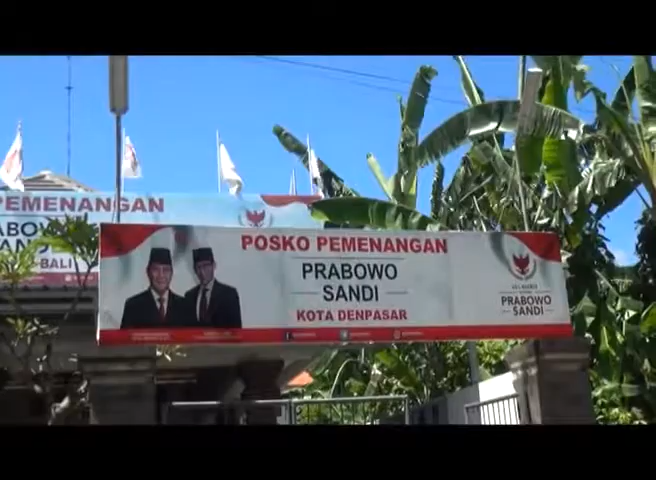 PEMENANGAN
BALI
POSKO PEMENANGAN
PRABOWO
SANDI
KOTA DENPASAR
PRABOWO
SANDI